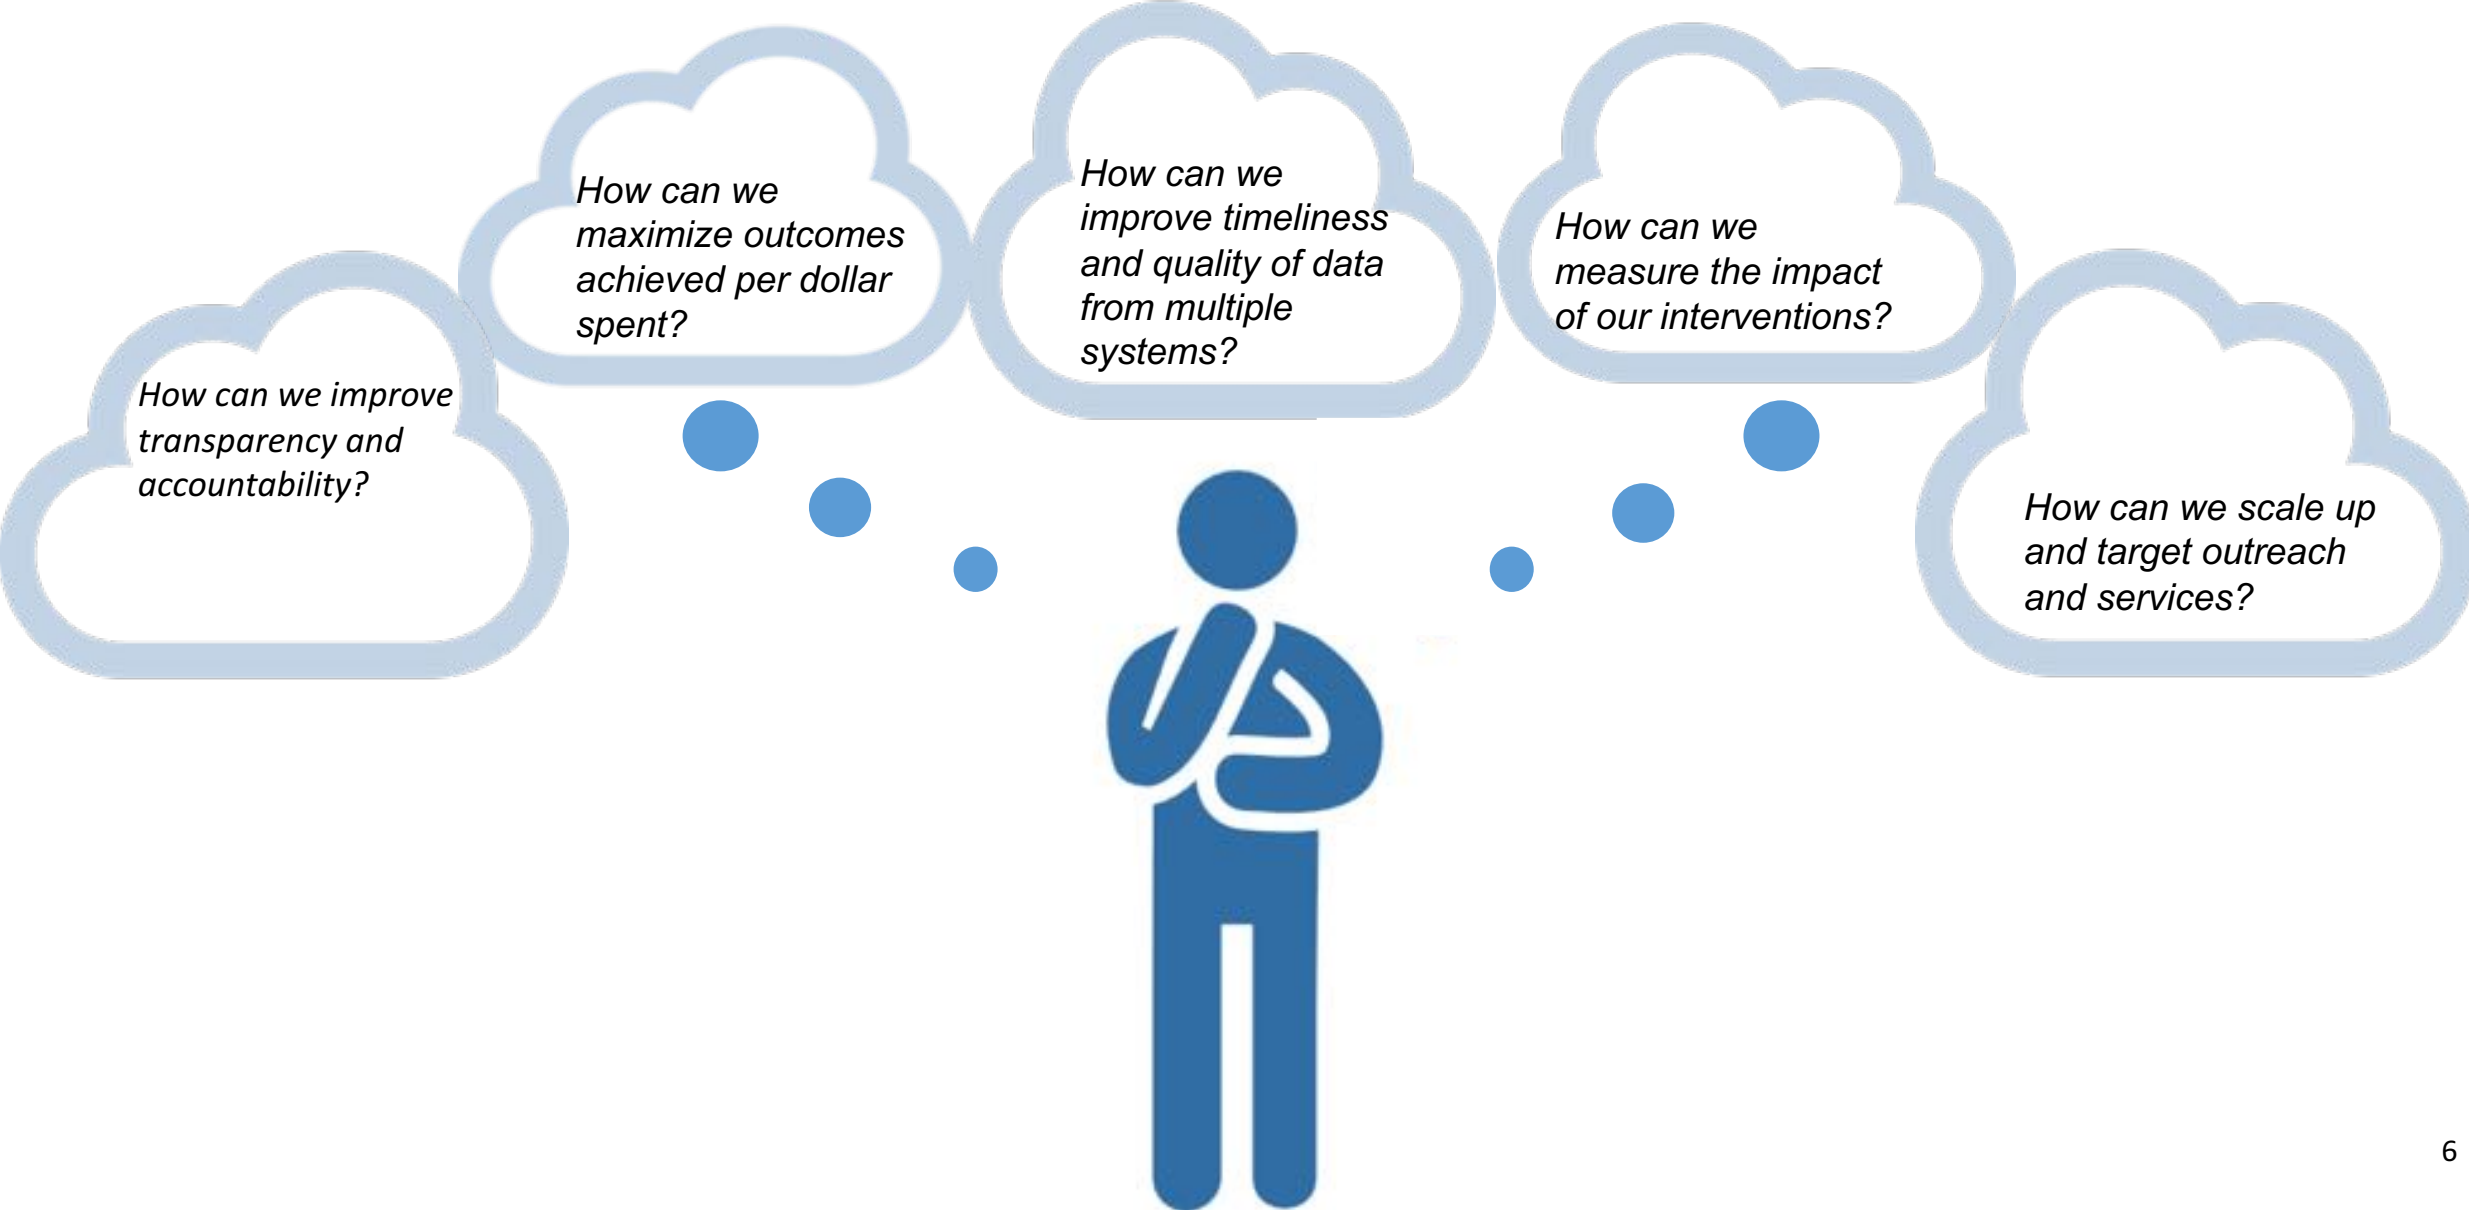 How can we improve
transparency and
accountability?
How can we
maximize outcomes
achieved per dollar
spent?
How can we
improve timeliness
and quality of data
from multiple
systems?
How can we
measure the impact
of our interventions?
How can we scale up
and target outreach
and services?
6